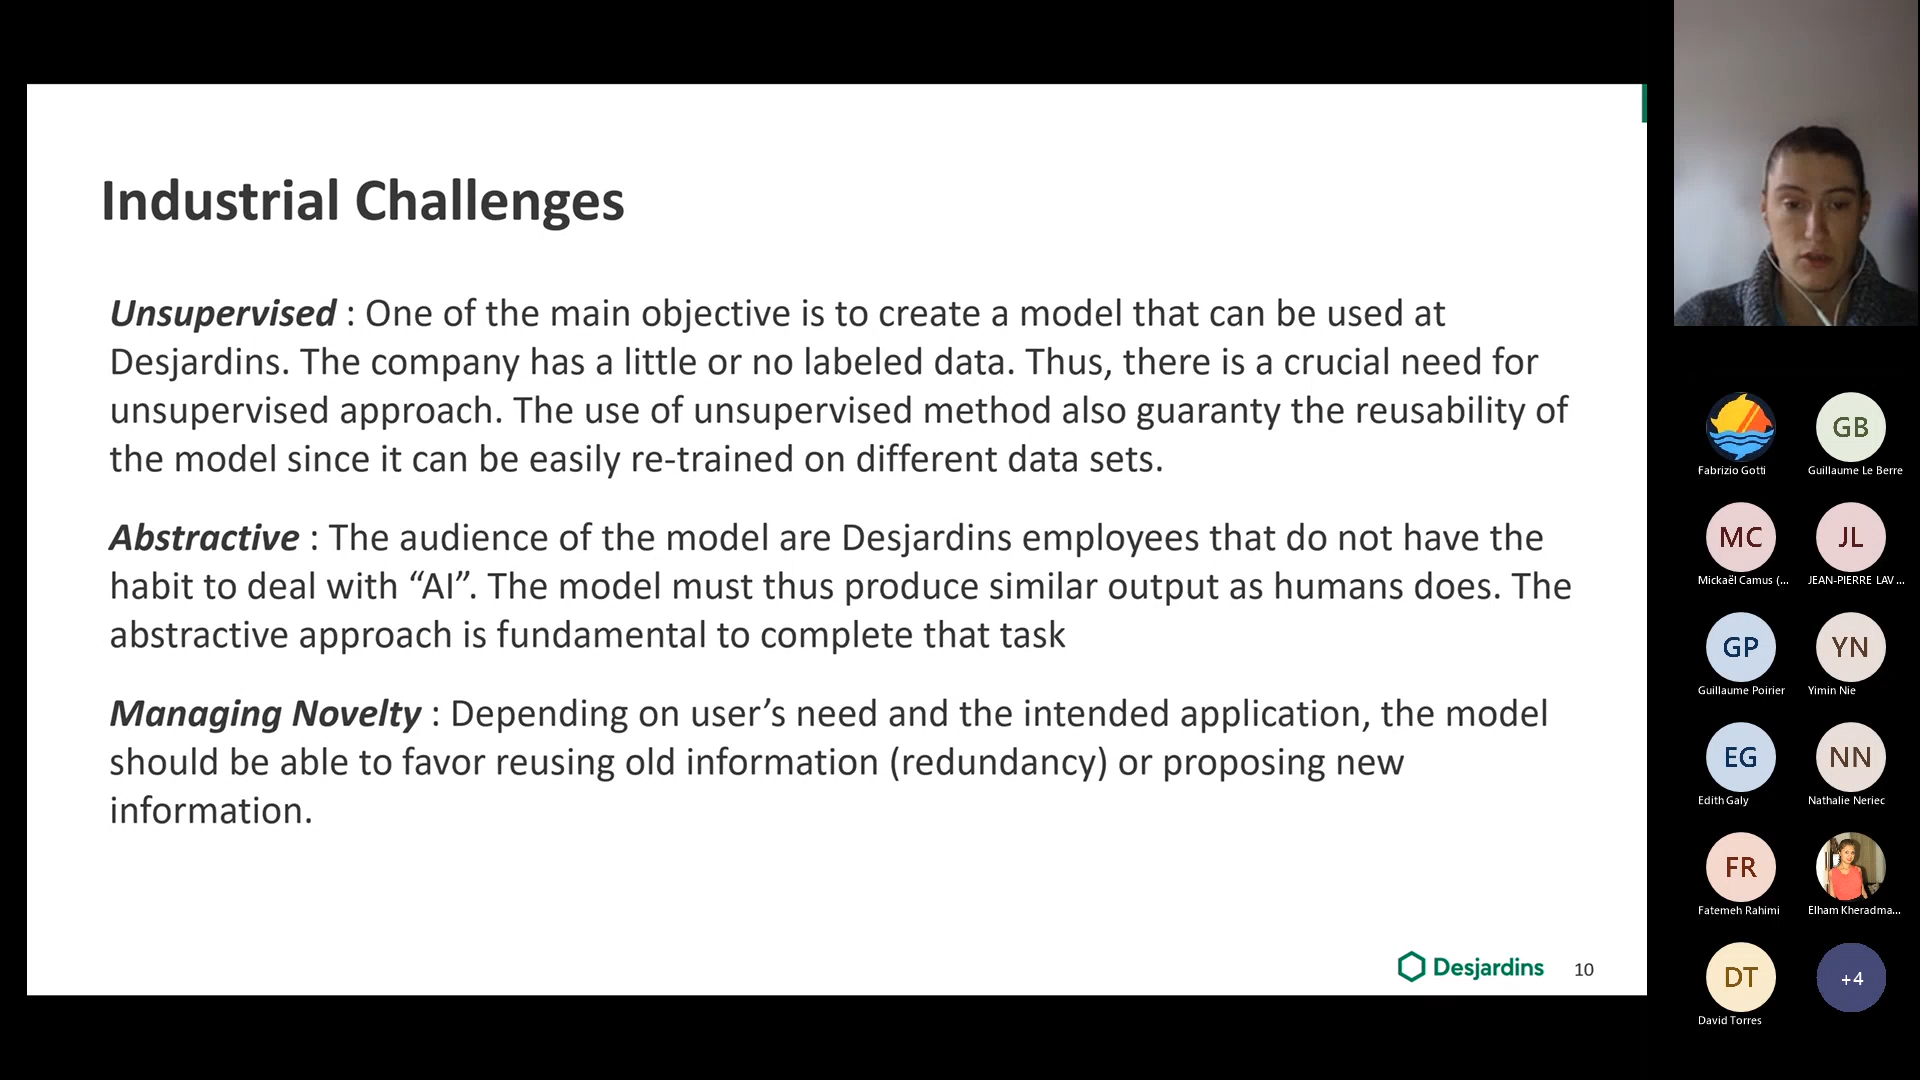 Industrial Challenges
Unsupervised : One of the main objective is to create a model that can be used at
Desjardins. The company has a little or no labeled data. Thus, there is a crucial need for
unsupervised approach. The use of unsupervised method also guaranty the reusability of
the model since it can be easily re-trained on different data sets.
Abstractive : The audience of the model are Desjardins employees that do not have the
habit to deal with “AI”. The model must thus produce similar output as humans does. The
abstractive approach is fundamental to complete that task
Managing Novelty : Depending on user’s need and the intended application, the model
should be able to favor reusing old information (redundancy) or proposing new
information.
Desjardins
10
Fabrizio Gotti
GB
Guillaume Le Berre
MC
Mickaël Camus (...
JL
JEAN-PIERRE LAV ...
GP
Guillaume Poirier
YN
Yimin Nie
EG
Edith Galy
NN
Nathalie Neriec
FR
Fatemeh Rahimi
Elham Kheradma...
DT
David Torres
+4